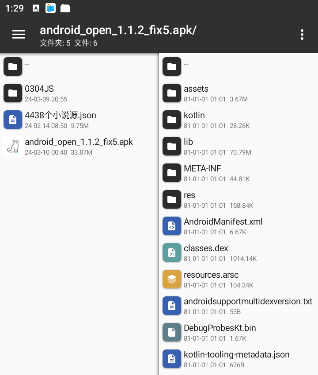 1:29
A
android_open_1.1.2_fix5.apk/
文件夹: 5 文件: 6
..
0304JS
24-03-09 20:55
4438个小说源.json
24-02-14 08:50 5.75M
android_open_1.1.2_fix5.apk
24-03-10 00:40 33.87M
..
assets
81-01-01 01:01 3.67M
kotlin
81-01-01 01:01 28.26K
lib
81-01-01 01:01 70.79M
META-INF
81-01-01 01:01 44.81K
res
81-01-01 01:01 158.84K
AndroidManifest.xml
81-01-01 01:01 6.67K
classes.dex
81-01-01 01:01 1014.14K
resources.arsc
81-01-01 01:01 104.34K
androidsupportmultidexversion.txt
81-01-01 01:01 53B
DebugProbesKt.bin
81-01-01 01:01 1.67K
kotlin-tooling-metadata.json
81-01-01 01:01 626B